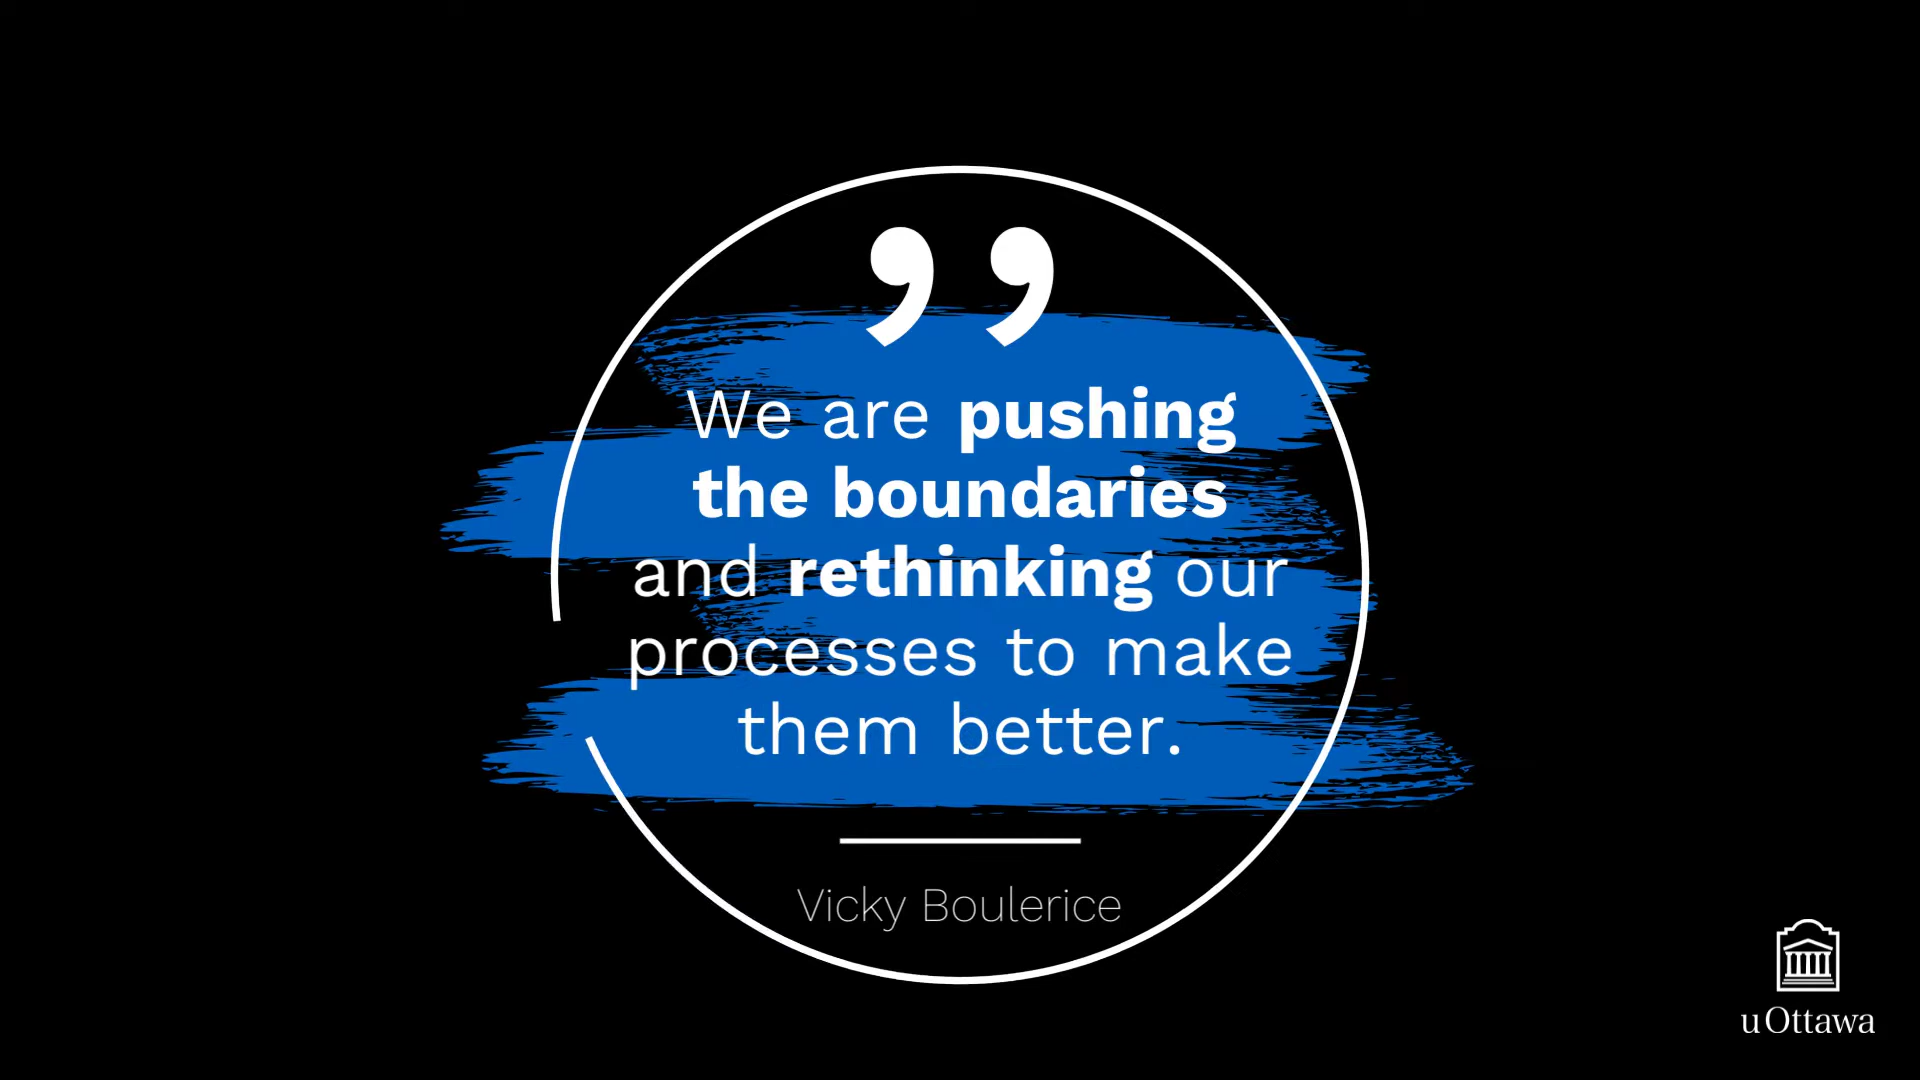 ”
We are pushing
the boundaries
and rethinking our
processes to make
them better.
Vicky Boulerice
uOttawa